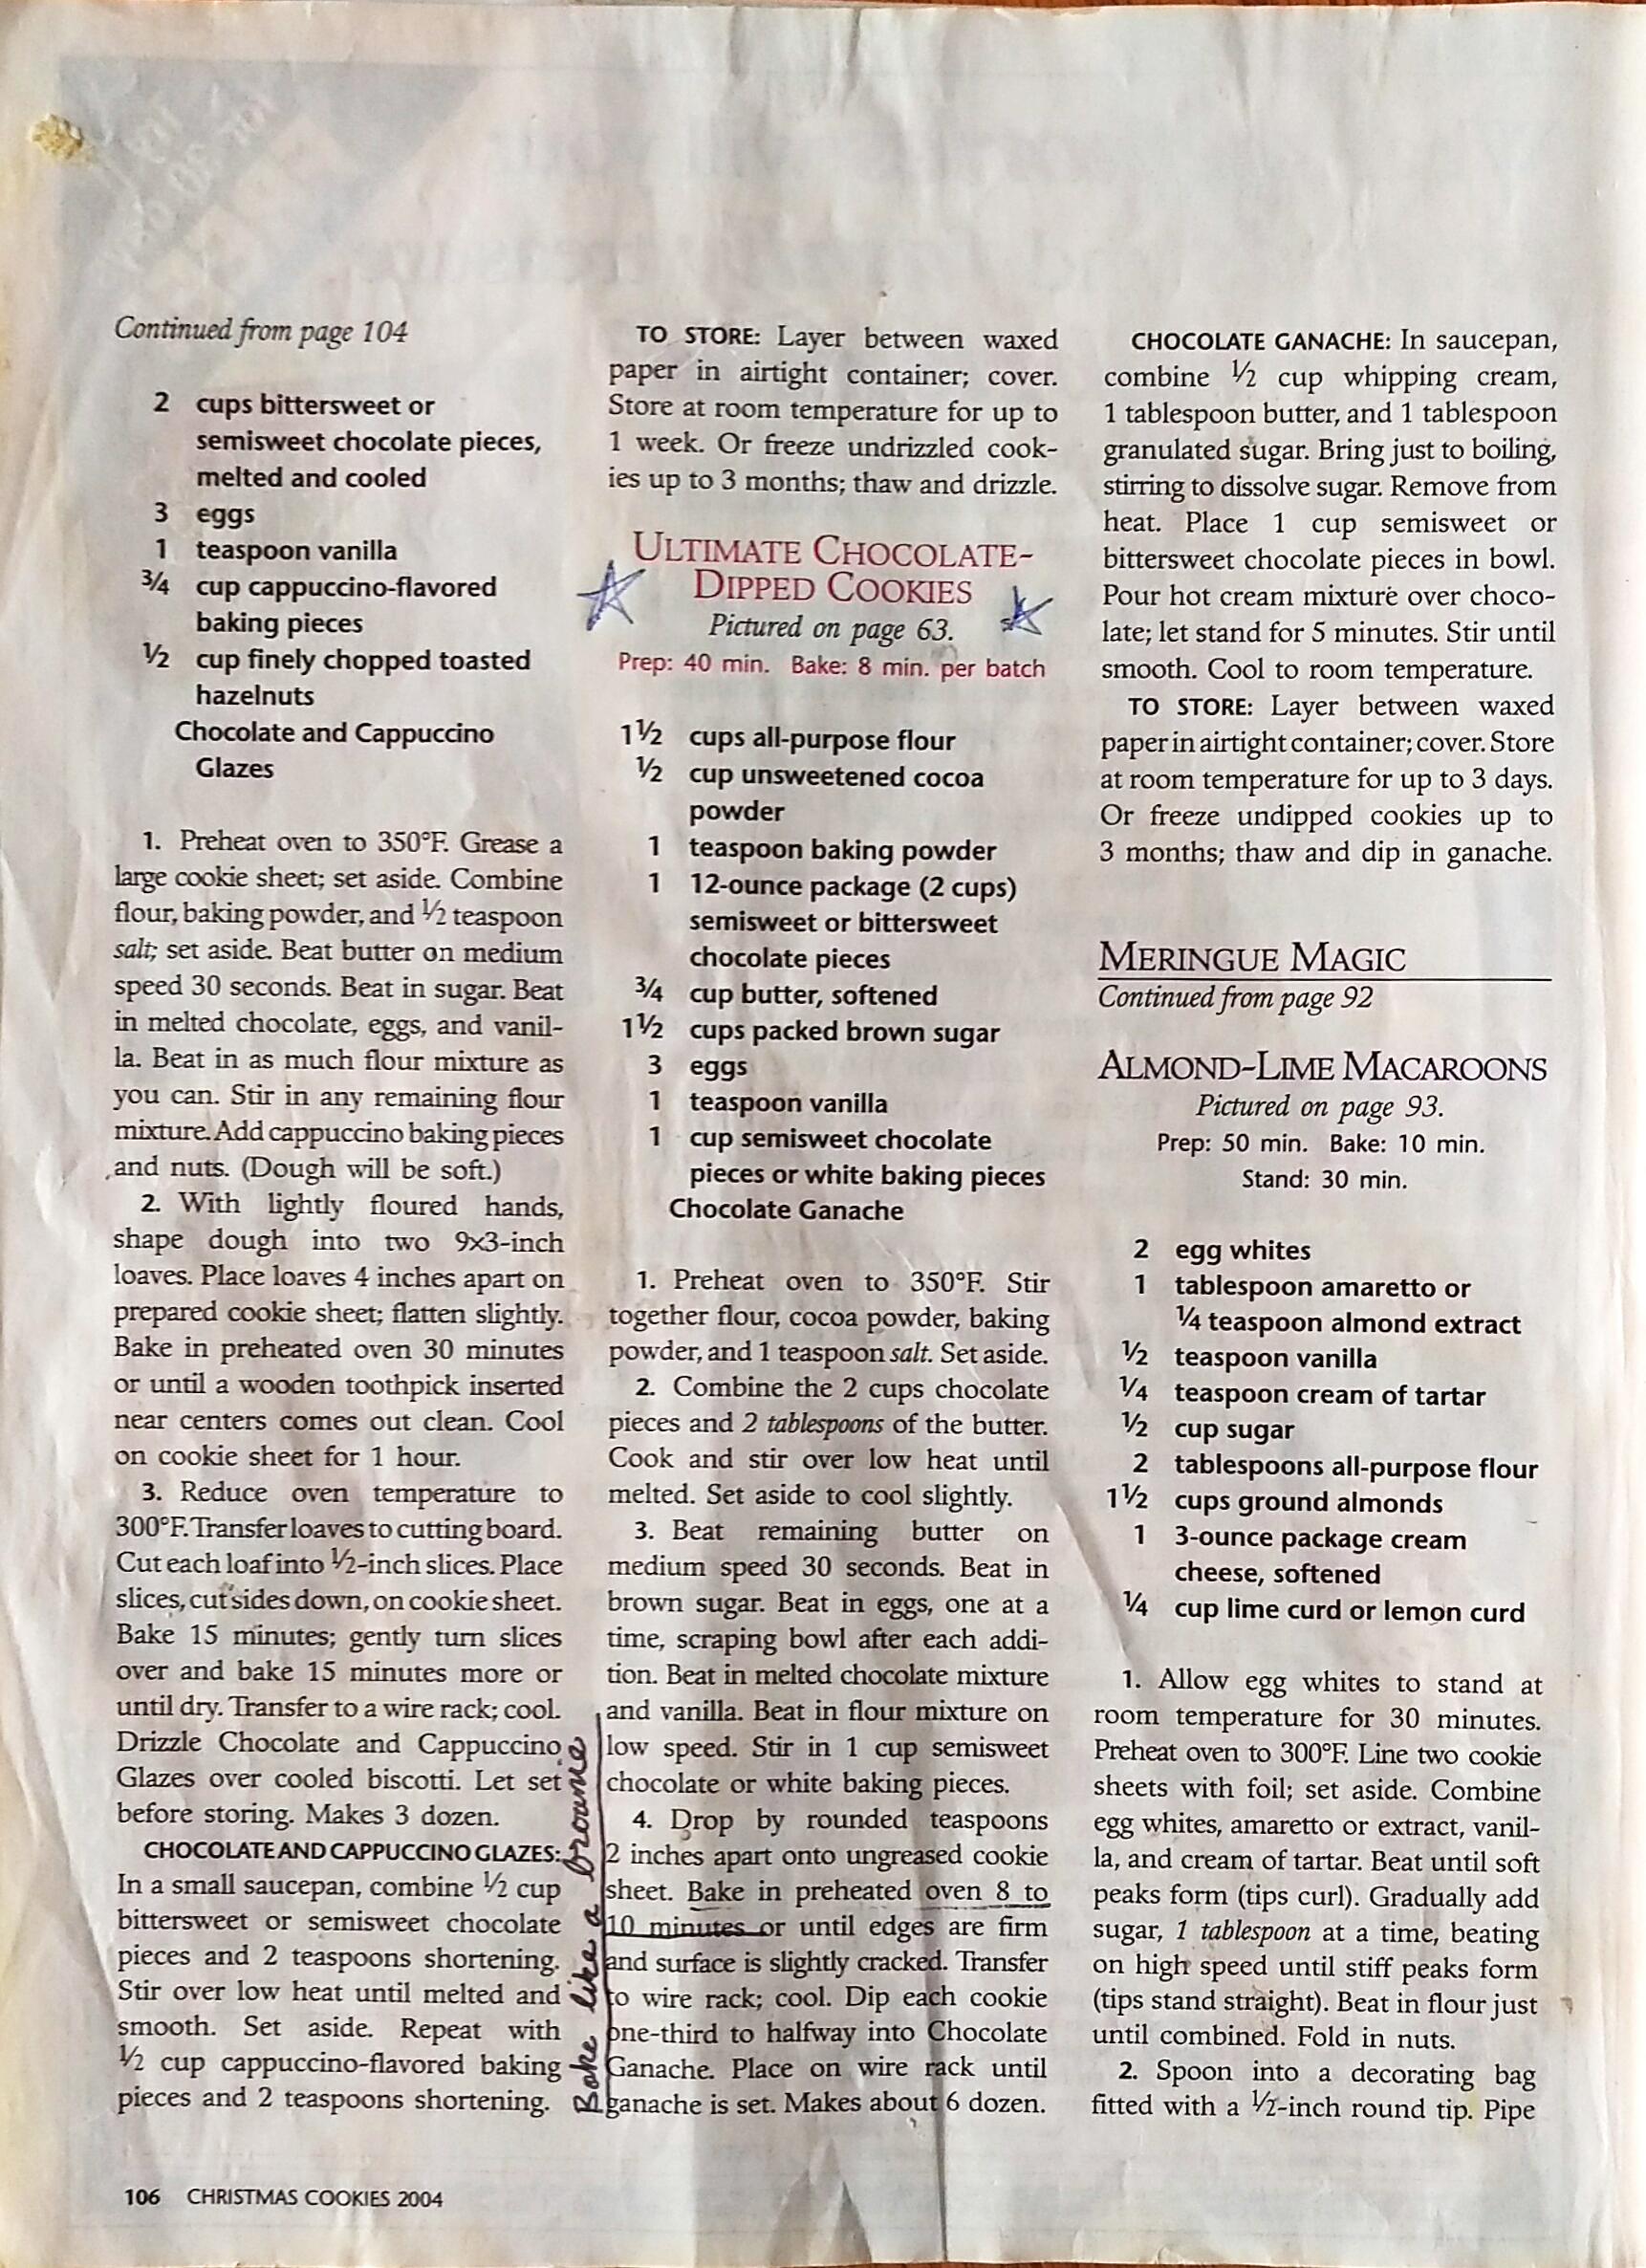 Continued from page 104
2 cups bittersweet or
semisweet chocolate pieces,
melted and cooled
3 eggs
1 teaspoon vanilla
3/4 cup cappuccino-flavored
baking pieces
1/2 cup finely chopped toasted
hazelnuts
Chocolate and Cappuccino
Glazes
1. Preheat oven to 350°F. Grease a
large cookie sheet; set aside. Combine
flour, baking powder, and 1/2 teaspoon
salt; set aside. Beat butter on medium
speed 30 seconds. Beat in sugar. Beat
in melted chocolate, eggs, and vanil-
la. Beat in as much flour mixture as
you can. Stir in any remaining flour
mixture. Add cappuccino baking pieces
and nuts. (Dough will be soft.)
2. With lightly floured hands,
shape dough into two 9x3-inch
loaves. Place loaves 4 inches apart on
prepared cookie sheet; flatten slightly.
Bake in preheated oven 30 minutes
or until a wooden toothpick inserted
near centers comes out clean. Cool
on cookie sheet for 1 hour.
3. Reduce oven temperature to
300°F. Transfer loaves to cutting board.
Cut each loaf into 1/2-inch slices. Place
slices, cut sides down, on cookie sheet.
Bake 15 minutes; gently turn slices
over and bake 15 minutes more or
until dry. Transfer to a wire rack; cool.
Drizzle Chocolate and Cappuccino
Glazes over cooled biscotti. Let set
before storing. Makes 3 dozen.
CHOCOLATE AND CAPPUCCINO GLAZES:
In a small saucepan, combine 1/2 cup
bittersweet or semisweet chocolate
pieces and 2 teaspoons shortening.
Stir over low heat until melted and
smooth. Set aside. Repeat with
1/2 cup cappuccino-flavored baking
pieces and 2 teaspoons shortening.
TO STORE: Layer between waxed
paper in airtight container; cover.
Store at room temperature for up to
1 week. Or freeze undrizzled cook-
ies up to 3 months; thaw and drizzle.
ULTIMATE CHOCOLATE-
DIPPED COOKIES
Pictured on page 63.
Prep: 40 min. Bake: 8 min. per batch
1 1/2 cups all-purpose flour
1/2 cup unsweetened cocoa
powder
1 teaspoon baking powder
1 12-ounce package (2 cups)
semisweet or bittersweet
chocolate pieces
3/4 cup butter, softened
1 1/2 cups packed brown sugar
3 eggs
1 teaspoon vanilla
1 cup semisweet chocolate
pieces or white baking pieces
Chocolate Ganache
1. Preheat oven to 350°F. Stir
together flour, cocoa powder, baking
powder, and 1 teaspoon salt. Set aside.
2. Combine the 2 cups chocolate
pieces and 2 tablespoons of the butter.
Cook and stir over low heat until
melted. Set aside to cool slightly.
3. Beat remaining butter on
medium speed 30 seconds. Beat in
brown sugar. Beat in eggs, one at a
time, scraping bowl after each addi-
tion. Beat in melted chocolate mixture
and vanilla. Beat in flour mixture on
low speed. Stir in 1 cup semisweet
chocolate or white baking pieces.
4. Drop by rounded teaspoons
2 inches apart onto ungreased cookie
sheet. Bake in preheated oven 8 to
10 minutes or until edges are firm
and surface is slightly cracked. Transfer
to wire rack; cool. Dip each cookie
one-third to halfway into Chocolate
Ganache. Place on wire rack until
ganache is set. Makes about 6 dozen.
Bake like a brownie
CHOCOLATE GANACHE: In saucepan,
combine 1/2 cup whipping cream,
1 tablespoon butter, and 1 tablespoon
granulated sugar. Bring just to boiling,
stirring to dissolve sugar. Remove from
heat. Place 1 cup semisweet or
bittersweet chocolate pieces in bowl.
Pour hot cream mixture over choco-
late; let stand for 5 minutes. Stir until
smooth. Cool to room temperature.
TO STORE: Layer between waxed
paper in airtight container; cover. Store
at room temperature for up to 3 days.
Or freeze undipped cookies up to
3 months; thaw and dip in ganache.
MERINGUE MAGIC
Continued from page 92
ALMOND-LIME MACAROONS
Pictured on page 93.
Prep: 50 min. Bake: 10 min.
Stand: 30 min.
2 egg whites
1 tablespoon amaretto or
1/4 teaspoon almond extract
1/2 teaspoon vanilla
1/4 teaspoon cream of tartar
1/2 cup sugar
2 tablespoons all-purpose flour
1 1/2 cups ground almonds
1 3-ounce package cream
cheese, softened
1/4 cup lime curd or lemon curd
1. Allow egg whites to stand at
room temperature for 30 minutes.
Preheat oven to 300°F. Line two cookie
sheets with foil; set aside. Combine
egg whites, amaretto or extract, vanil-
la, and cream of tartar. Beat until soft
peaks form (tips curl). Gradually add
sugar, 1 tablespoon at a time, beating
on high speed until stiff peaks form
(tips stand straight). Beat in flour just
until combined. Fold in nuts.
2. Spoon into a decorating bag
fitted with a 1/2-inch round tip. Pipe
106 CHRISTMAS COOKIES 2004